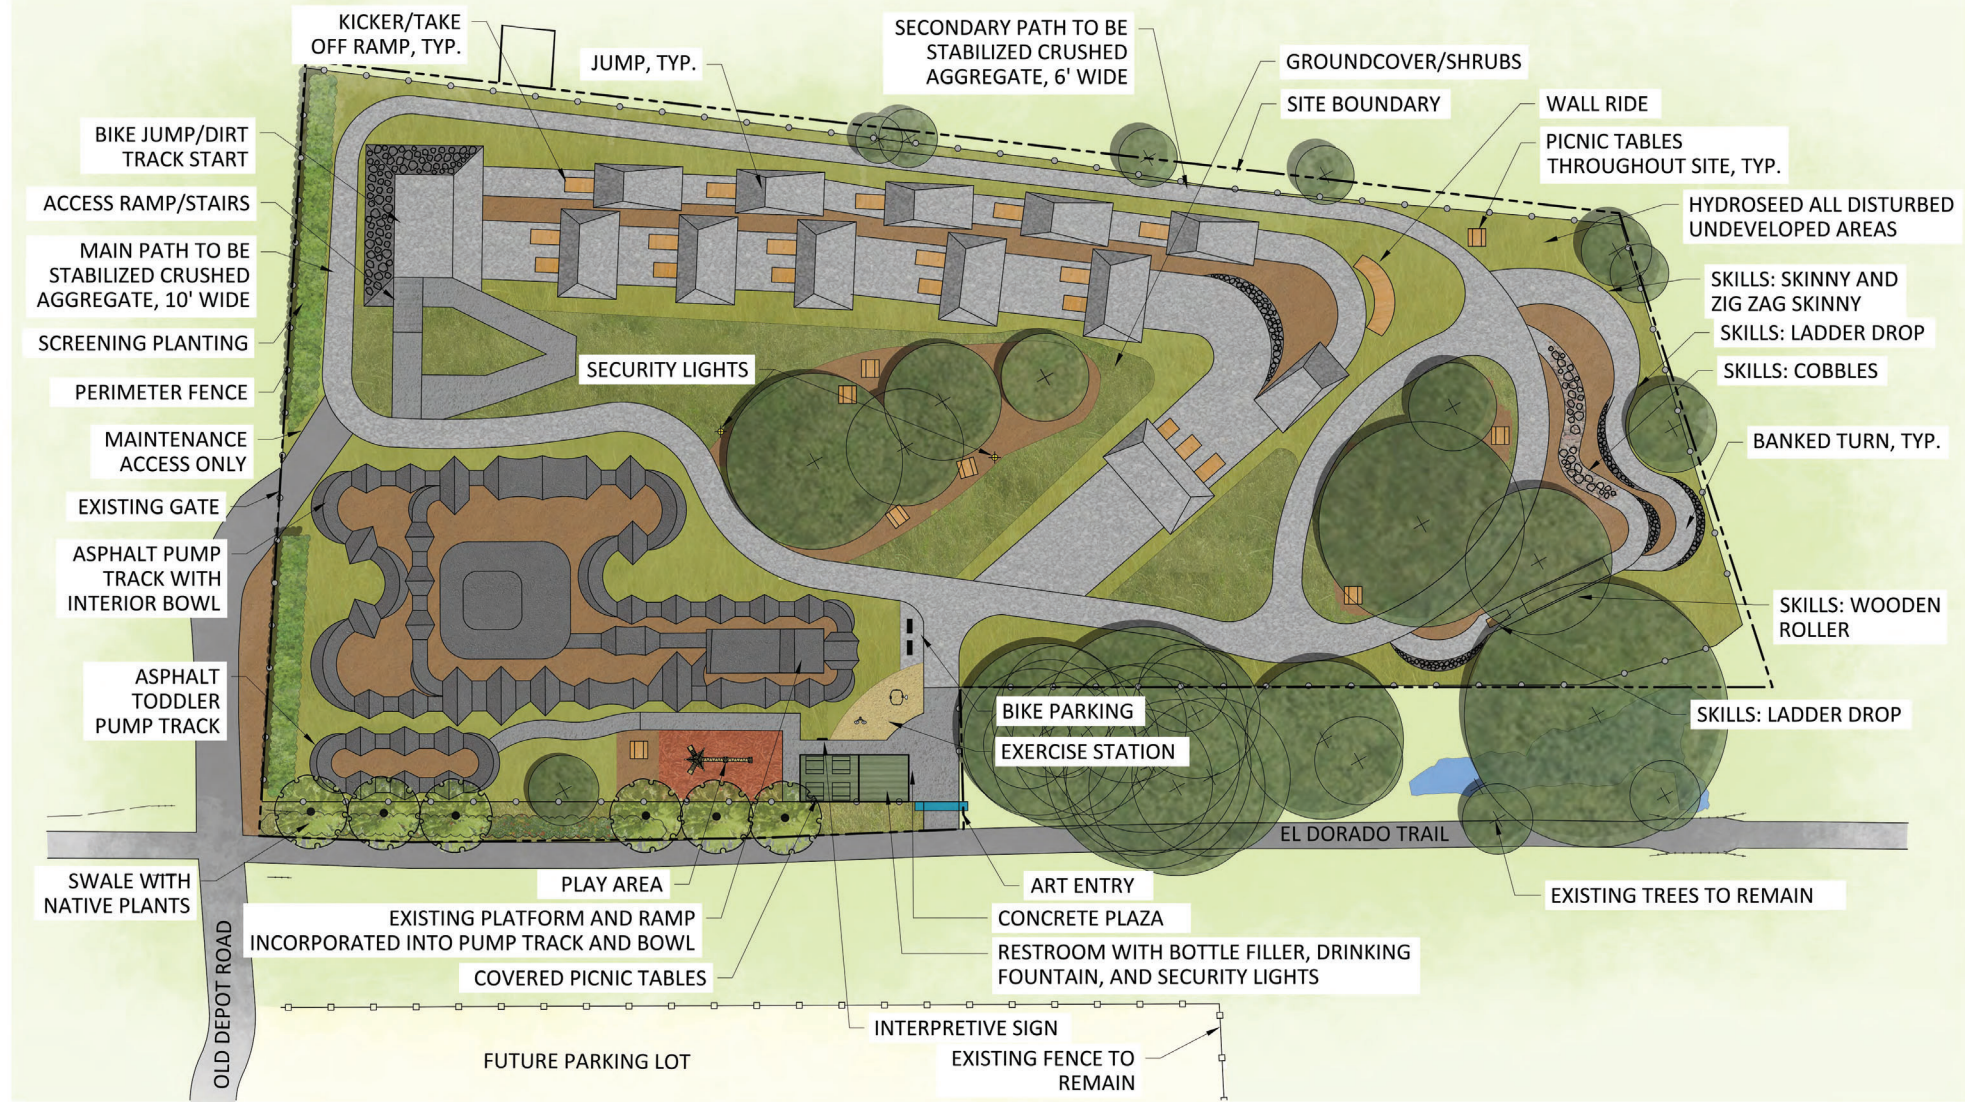 KICKER/TAKE
OFF RAMP, TYP.
JUMP, TYP.
SECONDARY PATH TO BE
STABILIZED CRUSHED
AGGREGATE, 6' WIDE
GROUNDCOVER/SHRUBS
SITE BOUNDARY
WALL RIDE
PICNIC TABLES
THROUGHOUT SITE, TYP.
HYDROSEED ALL DISTURBED
UNDEVELOPED AREAS
SKILLS: SKINNY AND
ZIG ZAG SKINNY
SKILLS: LADDER DROP
SKILLS: COBBLES
BANKED TURN, TYP.
SKILLS: WOODEN
ROLLER
SKILLS: LADDER DROP
EXISTING TREES TO REMAIN
BIKE JUMP/DIRT
TRACK START
ACCESS RAMP/STAIRS
MAIN PATH TO BE
STABILIZED CRUSHED
AGGREGATE, 10' WIDE
SCREENING PLANTING
PERIMETER FENCE
MAINTENANCE
ACCESS ONLY
EXISTING GATE
ASPHALT PUMP
TRACK WITH
INTERIOR BOWL
ASPHALT
TODDLER
PUMP TRACK
SWALE WITH
NATIVE PLANTS
SECURITY LIGHTS
BIKE PARKING
EXERCISE STATION
EL DORADO TRAIL
PLAY AREA
EXISTING PLATFORM AND RAMP
INCORPORATED INTO PUMP TRACK AND BOWL
COVERED PICNIC TABLES
ART ENTRY
CONCRETE PLAZA
RESTROOM WITH BOTTLE FILLER, DRINKING
FOUNTAIN, AND SECURITY LIGHTS
INTERPRETIVE SIGN
EXISTING FENCE TO
REMAIN
OLD DEPOT ROAD
FUTURE PARKING LOT